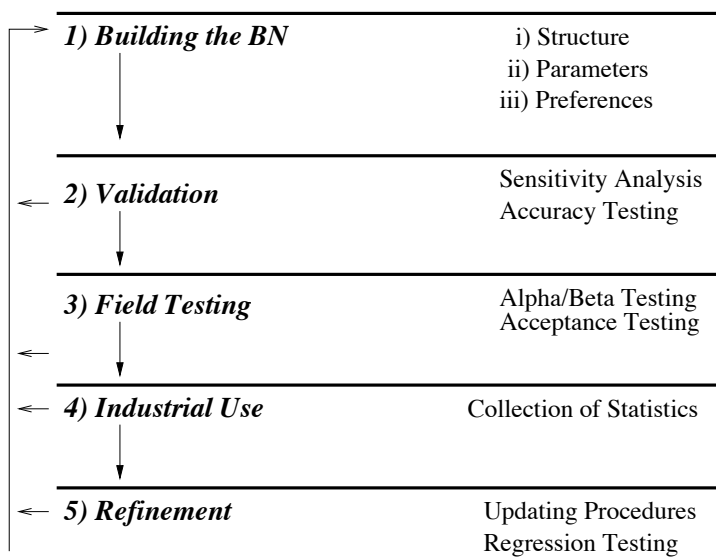 1) Building the BN
i) Structure
ii) Parameters
iii) Preferences
2) Validation
Sensitivity Analysis
Accuracy Testing
3) Field Testing
Alpha/Beta Testing
Acceptance Testing
4) Industrial Use
Collection of Statistics
5) Refinement
Updating Procedures
Regression Testing